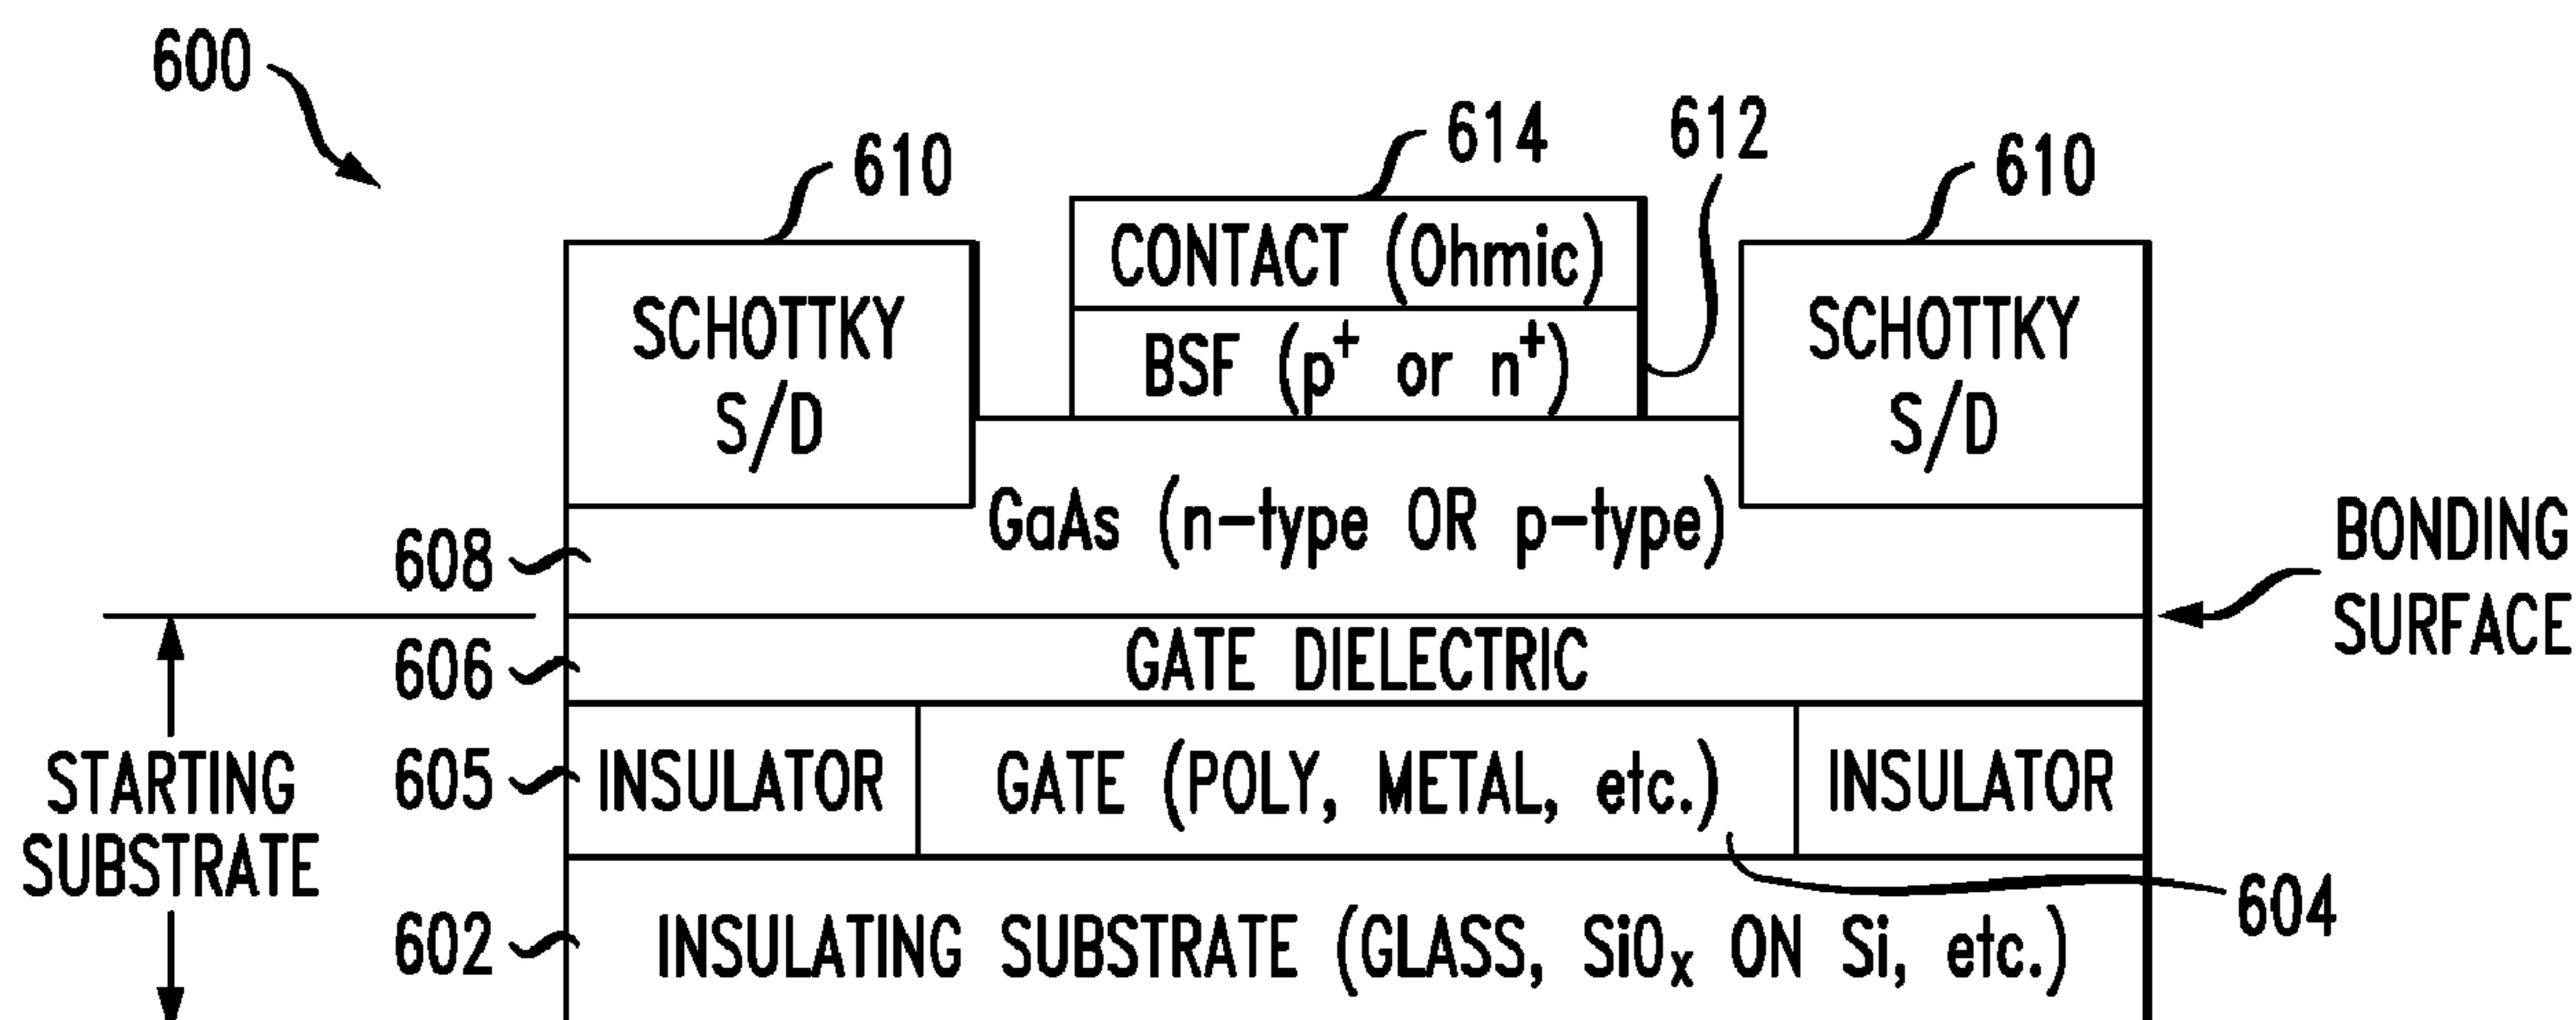 600
610
614
612
610
CONTACT (Ohmic)
SCHOTTKY
S/D
BSF (p⁺ or n⁺)
SCHOTTKY
S/D
GaAs (n-type OR p-type)
608
BONDING
SURFACE
606
GATE DIELECTRIC
STARTING
SUBSTRATE
605
INSULATOR
GATE (POLY, METAL, etc.)
INSULATOR
604
602
INSULATING SUBSTRATE (GLASS, SiOₓ ON Si, etc.)